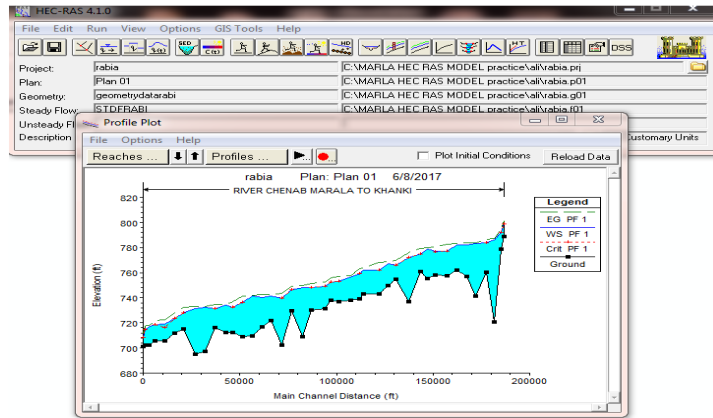 HEC-RAS 4.1.0
File Edit Run View Options GIS Tools Help
DSS
Project: rabia C:\MARLA HEC RAS MODEL practice\ali\rabia.prj
Plan: Plan 01 C:\MARLA HEC RAS MODEL practice\ali\rabia.p01
Geometry: geometrydatarabi C:\MARLA HEC RAS MODEL practice\ali\rabia.g01
Steady Flow: STDFRABI C:\MARLA HEC RAS MODEL practice\ali\rabia.f01
Unsteady Fl
Description Customary Units
Profile Plot
File Options Help
Reaches ... Profiles ... Plot Initial Conditions Reload Data
rabia Plan: Plan 01 6/8/2017
RIVER CHENAB MARALA TO KHANKI
Legend
EG PF 1
WS PF 1
Crit PF 1
Ground
820
800
780
760
740
720
700
680
Elevation (ft)
0 50000 100000 150000 200000
Main Channel Distance (ft)